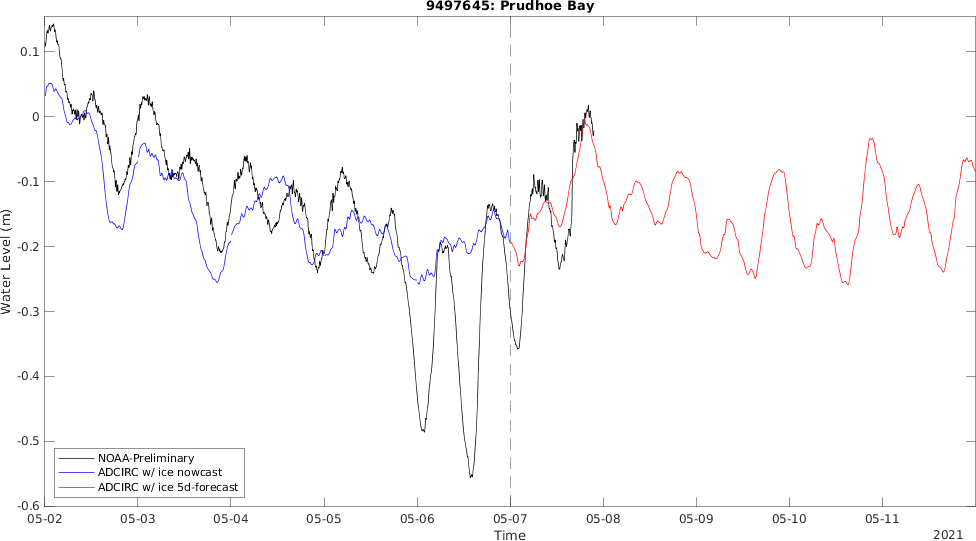 9497645: Prudhoe Bay
Water Level (m)
0.1
0
-0.1
-0.2
-0.3
-0.4
-0.5
-0.6
NOAA-Preliminary
ADCIRC w/ ice nowcast
ADCIRC w/ ice 5d-forecast
05-02 05-03 05-04 05-05 05-06 05-07 05-08 05-09 05-10 05-11
Time
2021